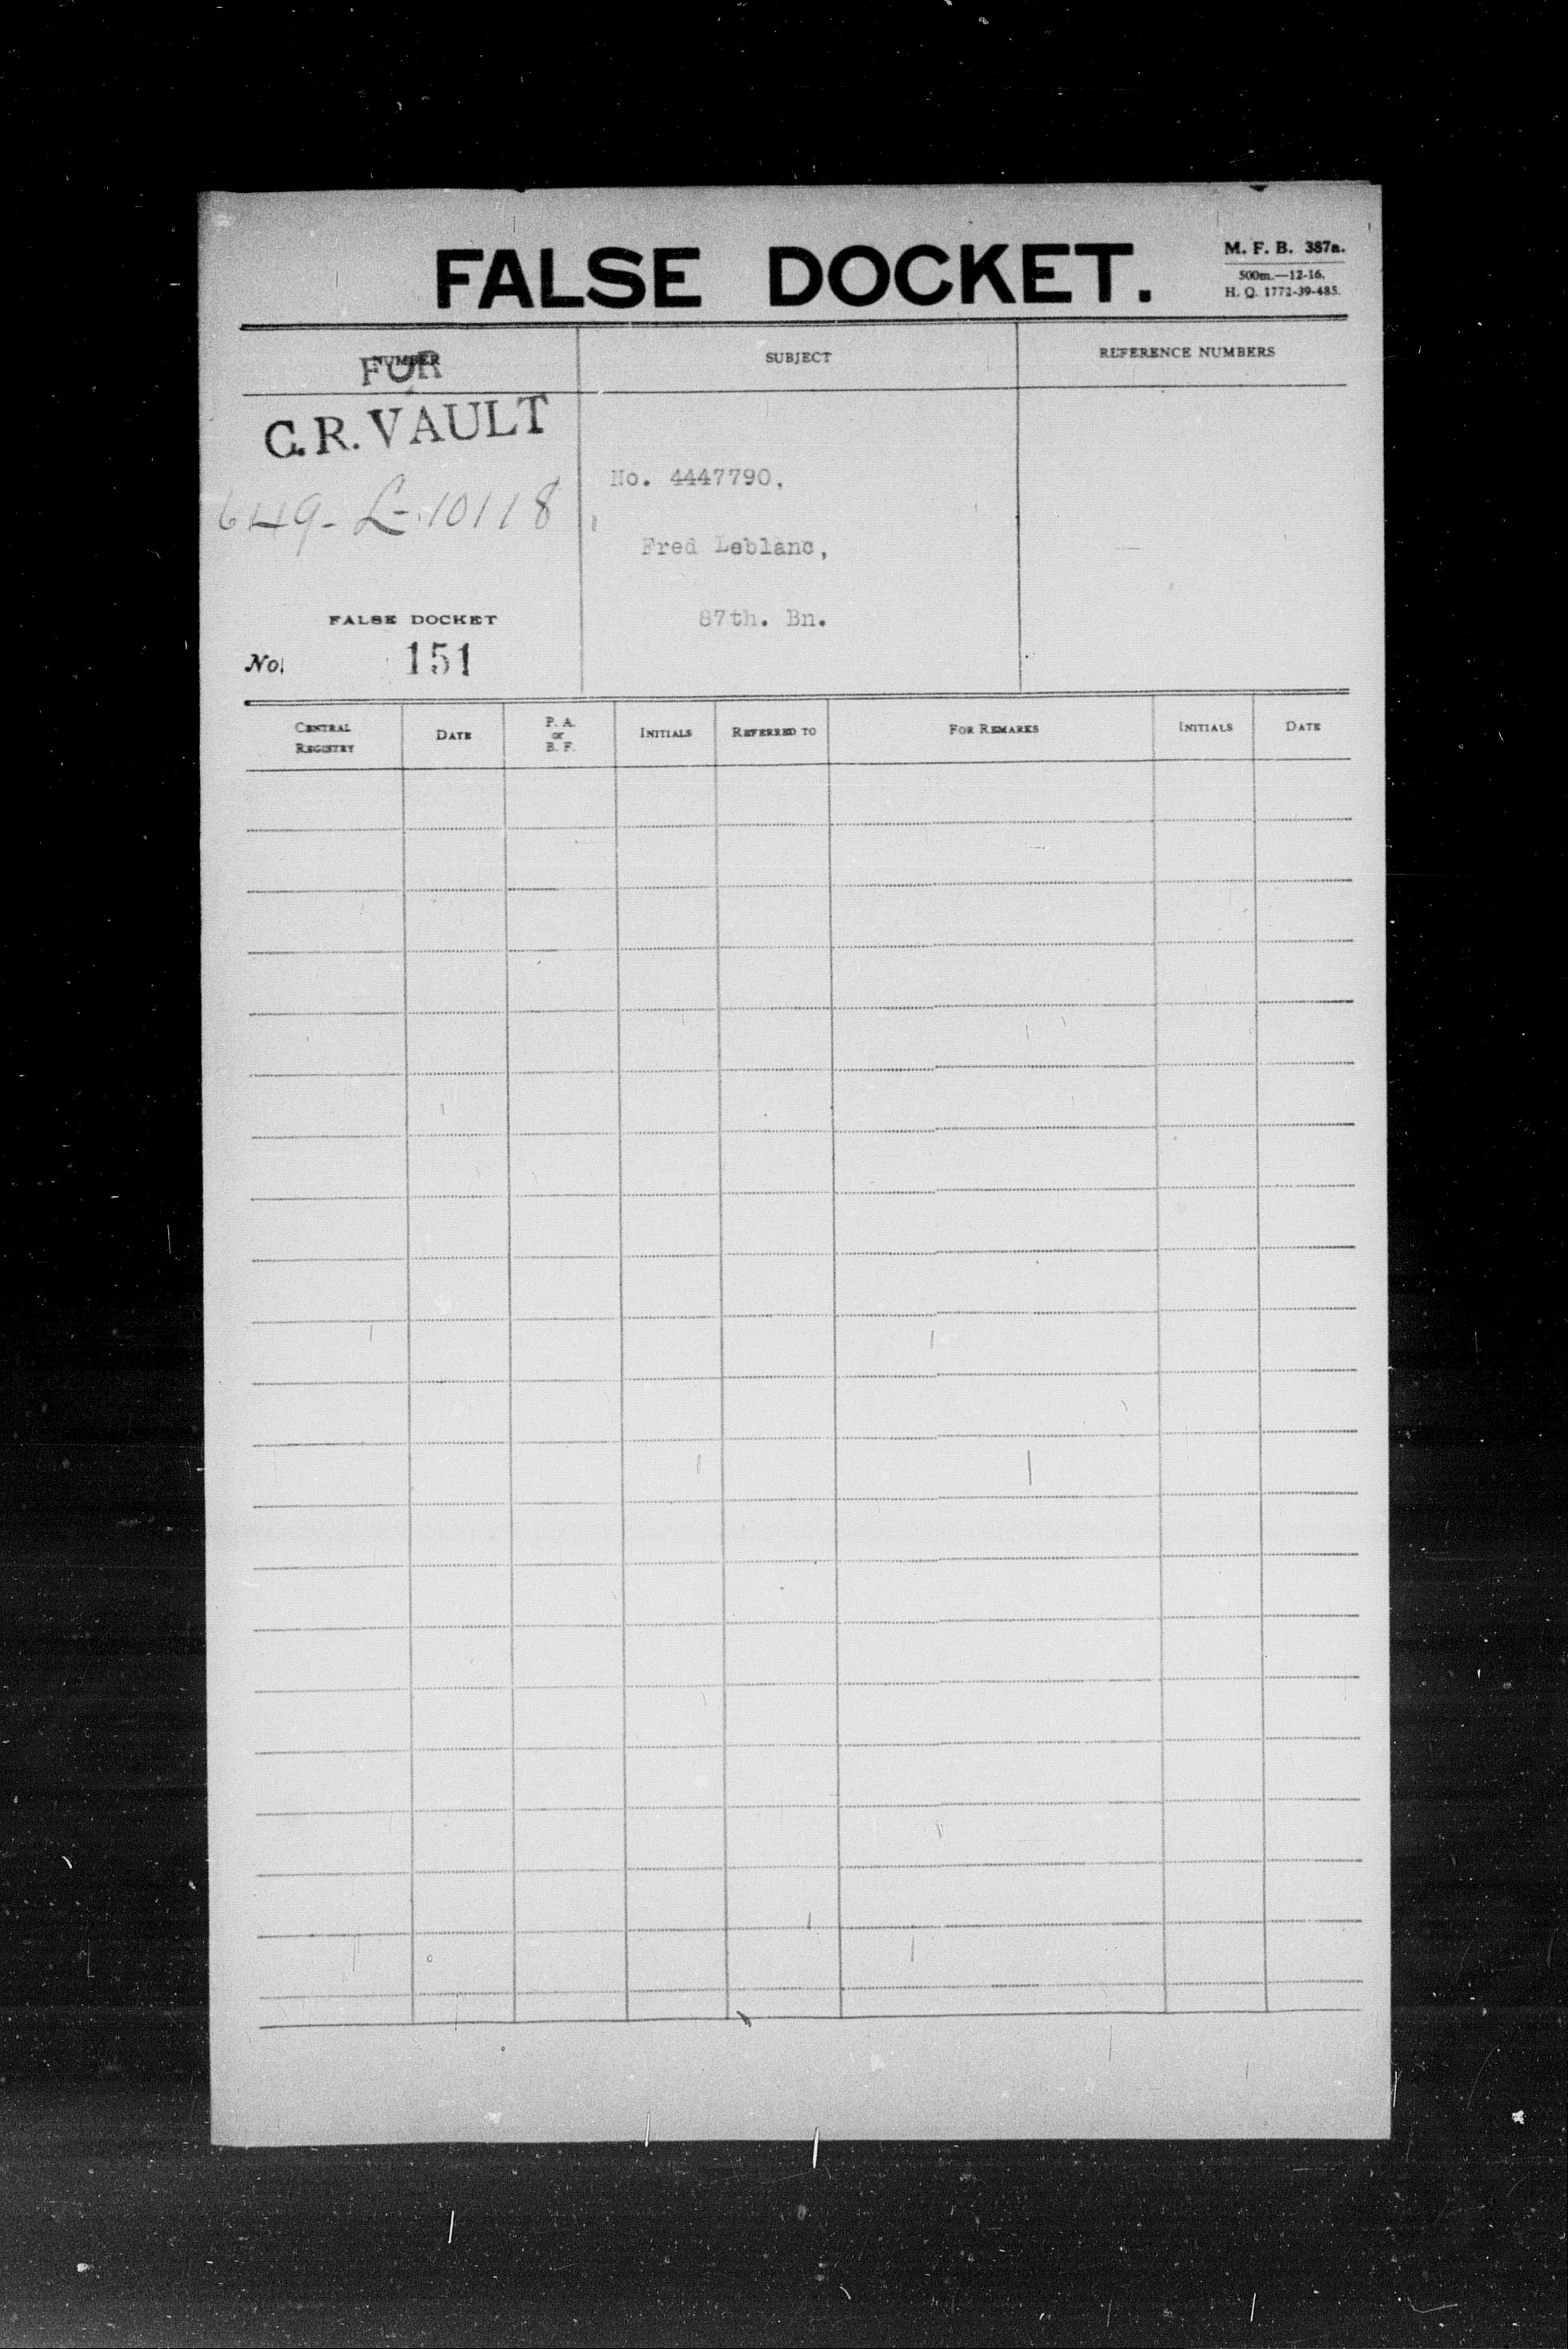 FALSE DOCKET.
M. F. B. 387a.
500m.—12-16.
H. Q. 1772-39-485.
NUMBER
FOR
SUBJECT
REFERENCE NUMBERS
C.R. VAULT
649-L-10118
No. 4447790,
Fred Leblanc,
87th. Bn.
FALSE DOCKET
No. 151
CENTRAL REGISTRY
DATE
P. A.
or
B. F.
INITIALS
REFERRED TO
FOR REMARKS
INITIALS
DATE